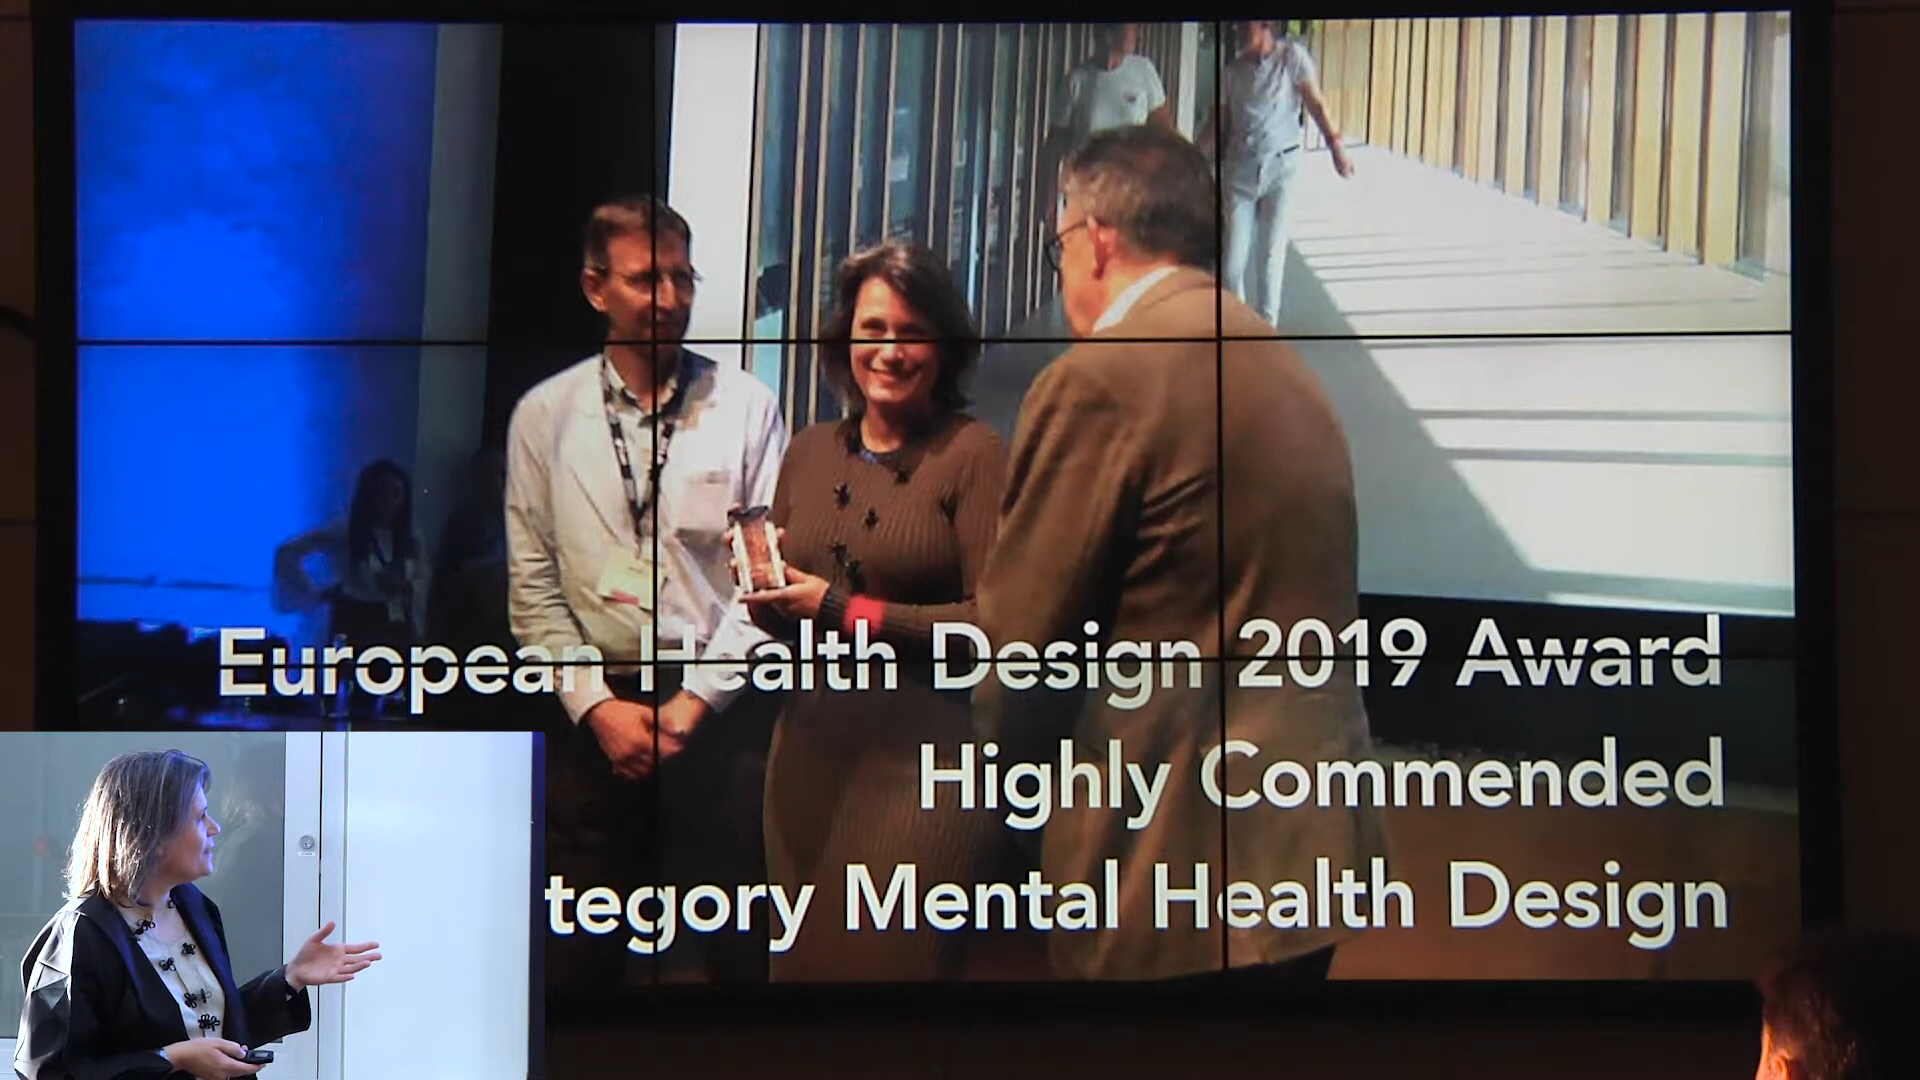 European Health Design 2019 Award
Highly Commended
tegory Mental Health Design